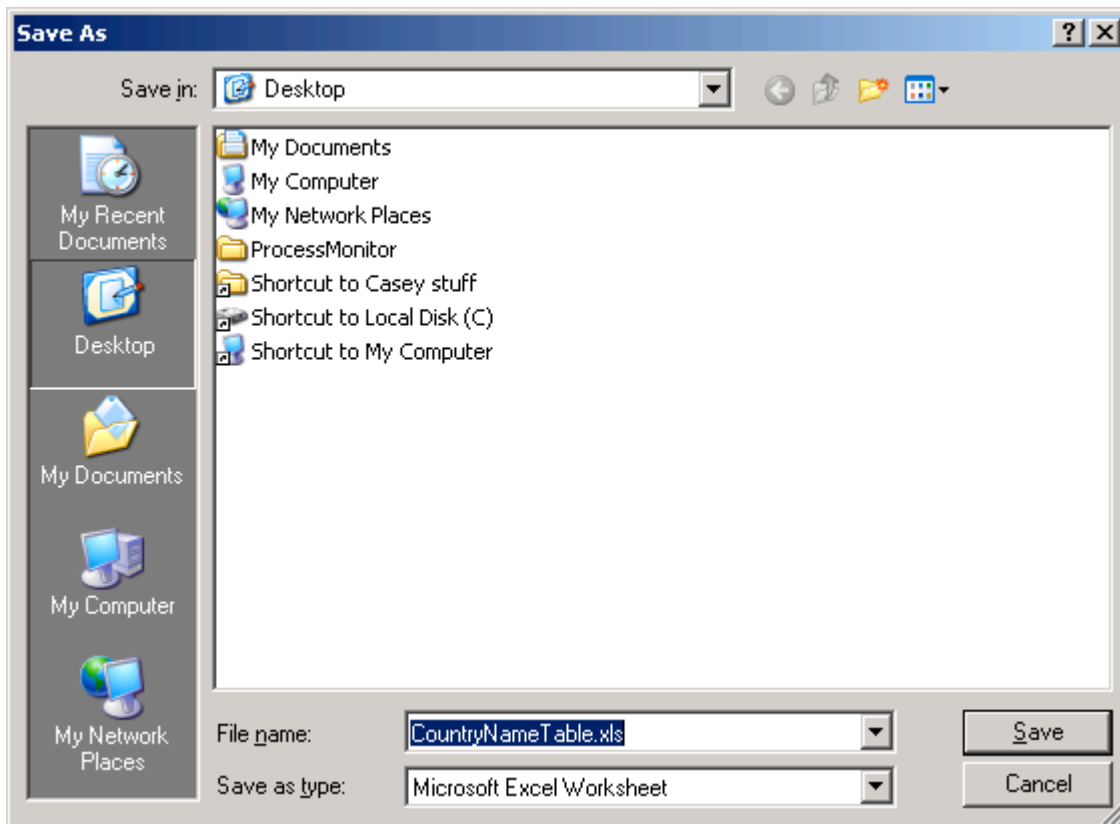 Save As
Save in: Desktop
My Recent
Documents
Desktop
My Documents
My Computer
My Network
Places
My Documents
My Computer
My Network Places
ProcessMonitor
Shortcut to Casey stuff
Shortcut to Local Disk (C)
Shortcut to My Computer
File name: CountryNameTable.xls Save
Save as type: Microsoft Excel Worksheet Cancel